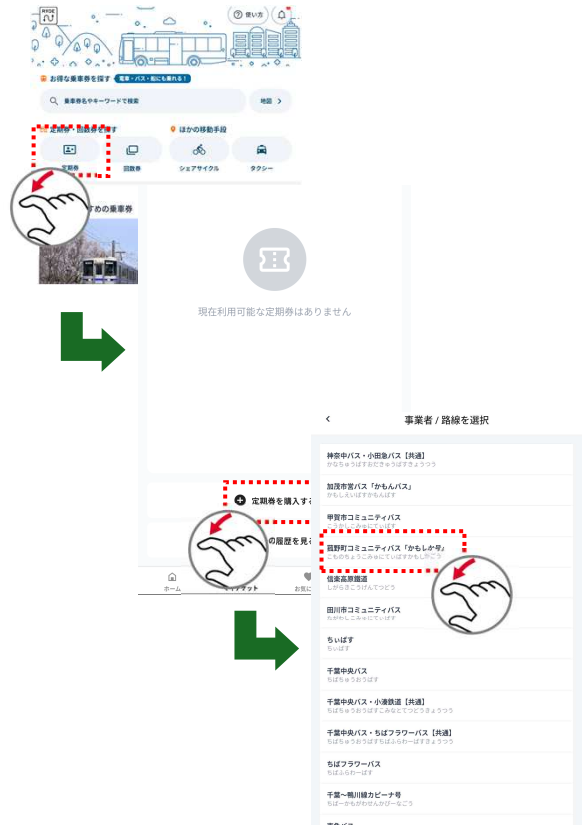 RYDE
使い方
お得な乗車券を探す
電車・バス・船にも乗れる！
乗車券名やキーワードで検索
地図
定期券・回数券を探す
ほかの移動手段
定期券
回数券
シェアサイクル
タクシー
すめの乗車券
現在利用可能な定期券はありません
定期券を購入する
の履歴を見る
ホーム
お気に
事業者 / 路線を選択
神奈中バス・小田急バス【共通】
かなちゅうばすおだきゅうばすきょうつう
加茂市営バス「かもんバス」
かもしえいばすかもんばす
甲賀市コミュニティバス
こうかしこみゅにてぃばす
菰野町コミュニティバス「かもしか号」
こものちょうこみゅにてぃばすかもしかごう
信楽高原鐵道
しがらきこうげんてつどう
田川市コミュニティバス
たがわしこみゅにてぃばす
ちぃばす
ちぃばす
千葉中央バス
ちばちゅうおうばす
千葉中央バス・小湊鉄道【共通】
ちばちゅうおうばすこみなとてつどうきょうつう
千葉中央バス・ちばフラワーバス【共通】
ちばちゅうおうばすちばふらわーばすきょうつう
ちばフラワーバス
ちばふらわーばす
千葉〜鴨川線カピーナ号
ちばーかもがわせんかぴーなごう